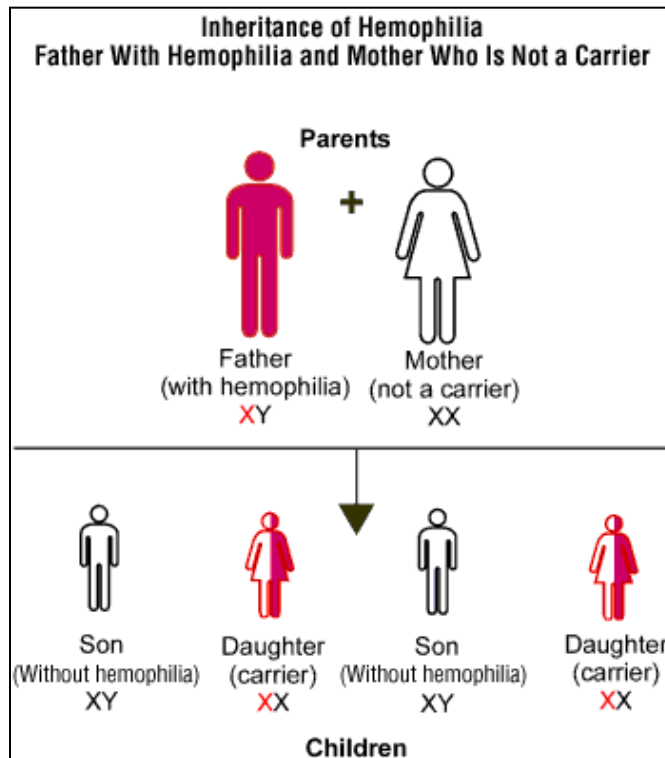 Inheritance of Hemophilia
Father With Hemophilia and Mother Who Is Not a Carrier
Parents
+
Father
(with hemophilia)
XY
Mother
(not a carrier)
XX
Son
(Without hemophilia)
XY
Daughter
(carrier)
XX
Son
(Without hemophilia)
XY
Daughter
(carrier)
XX
Children